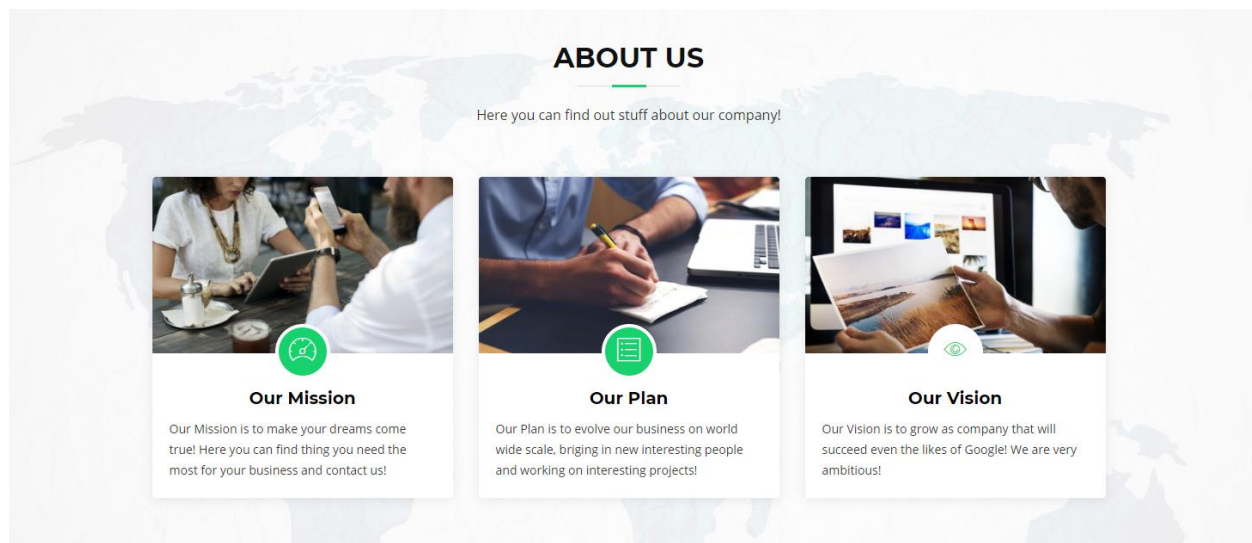 ABOUT US
Here you can find out stuff about our company!
Our Mission
Our Mission is to make your dreams come
true! Here you can find thing you need the
most for your business and contact us!
Our Plan
Our Plan is to evolve our business on world
wide scale, briging in new interesting people
and working on interesting projects!
Our Vision
Our Vision is to grow as company that will
succeed even the likes of Google! We are very
ambitious!